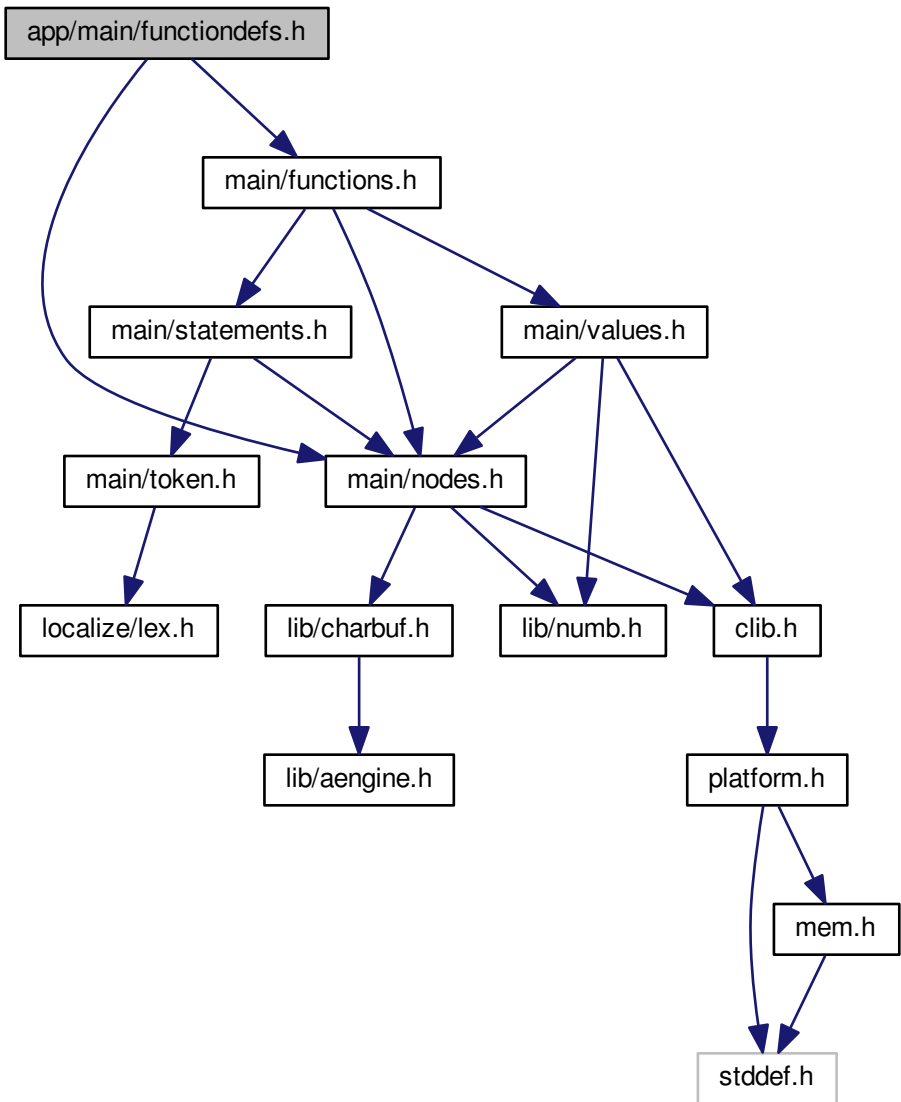 app/main/functiondefs.h
main/functions.h
main/statements.h
main/values.h
main/token.h
main/nodes.h
localize/lex.h
lib/charbuf.h
lib/numb.h
clib.h
lib/aengine.h
platform.h
mem.h
stddef.h